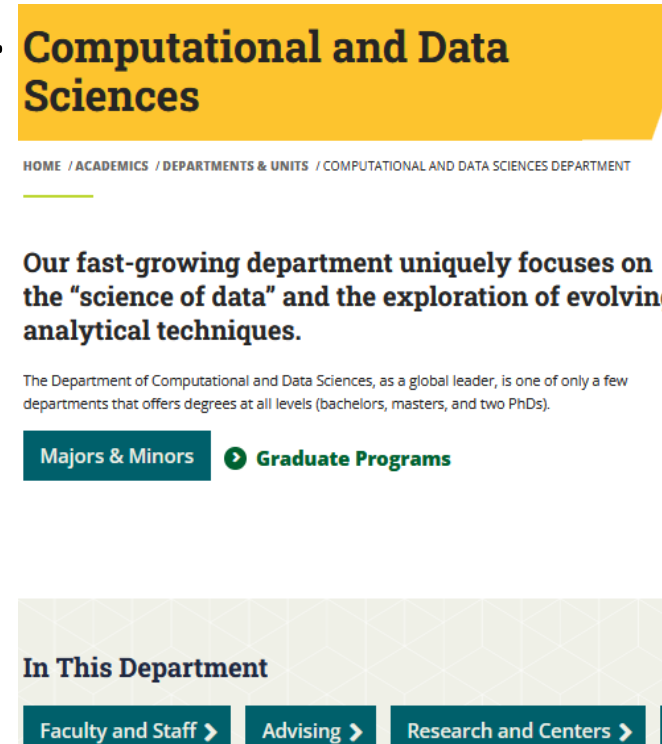 Computational and Data
Sciences
HOME / ACADEMICS / DEPARTMENTS & UNITS / COMPUTATIONAL AND DATA SCIENCES DEPARTMENT
Our fast-growing department uniquely focuses on
the “science of data” and the exploration of evolving
analytical techniques.
The Department of Computational and Data Sciences, as a global leader, is one of only a few
departments that offers degrees at all levels (bachelors, masters, and two PhDs).
Majors & Minors Graduate Programs
In This Department
Faculty and Staff Advising Research and Centers